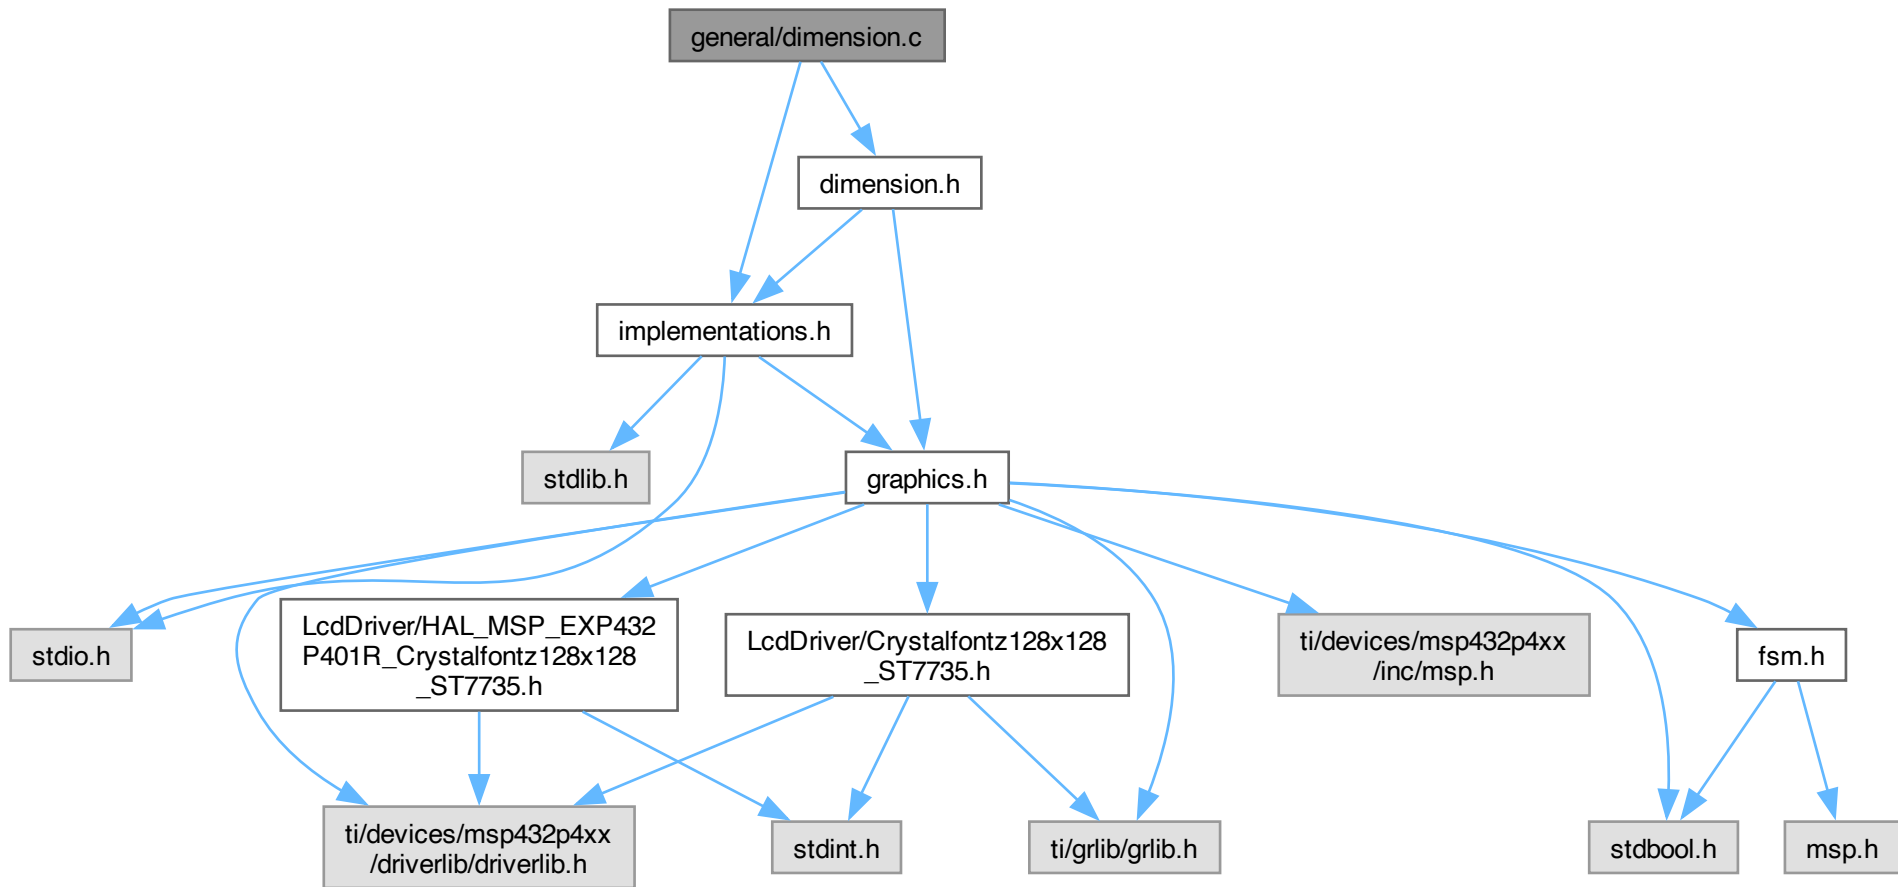 general/dimension.c
dimension.h
implementations.h
stdlib.h
graphics.h
stdio.h
LcdDriver/HAL_MSP_EXP432
P401R_Crystalfontz128x128
_ST7735.h
LcdDriver/Crystalfontz128x128
_ST7735.h
ti/devices/msp432p4xx
/inc/msp.h
fsm.h
ti/devices/msp432p4xx
/driverlib/driverlib.h
stdint.h
ti/grlib/grlib.h
stdbool.h
msp.h